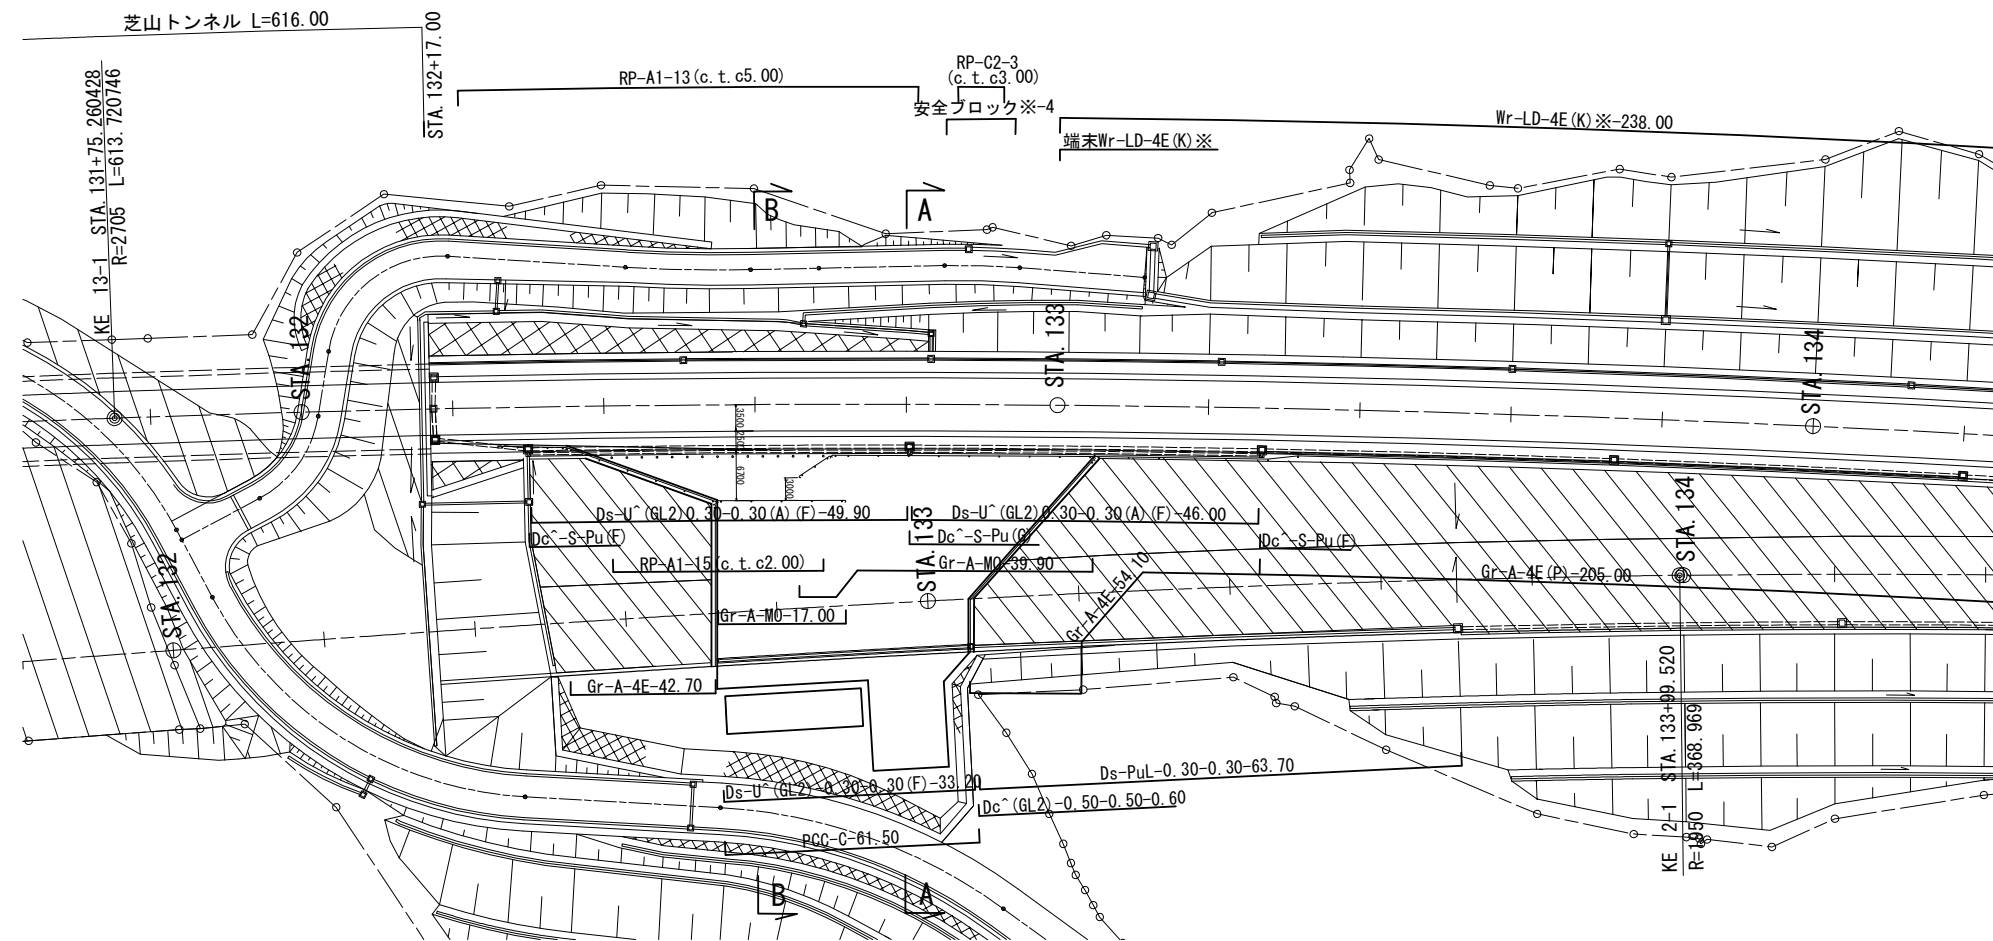 芝山トンネル L=616.00
STA.132+17.00
KE 13-1 STA.131+75.260428
R=2705 L=613.720746
RP-A1-13(c.t.c5.00)
RP-C2-3
(c.t.c3.00)
安全ブロック※-4
Wr-LD-4E(K)※-238.00
端末Wr-LD-4E(K)※
B
A
STA.132
STA.133
STA.134
3500
2500
6700
3000
Ds-U^(GL2)0.30-0.30(A)(F)-49.90
Ds-U^(GL2)0.30-0.30(A)(F)-46.00
Dc^-S-Pu(F)
Dc^-S-Pu(G)
Dc^-S-Pu(F)
RP-A1-15(c.t.c2.00)
Gr-A-M0-39.90
Gr-A-4E-54.10
Gr-A-4E(P)-205.00
STA.132
STA.133
STA.134
Gr-A-M0-17.00
Gr-A-4E-42.70
Ds-U^(GL2)-0.30-0.30(F)-33.20
Ds-PuL-0.30-0.30-63.70
Dc^(GL2)-0.50-0.50-0.60
PCC-C-61.50
KE 2-1 STA.133+99.520
R=1950 L=368.969
B
A